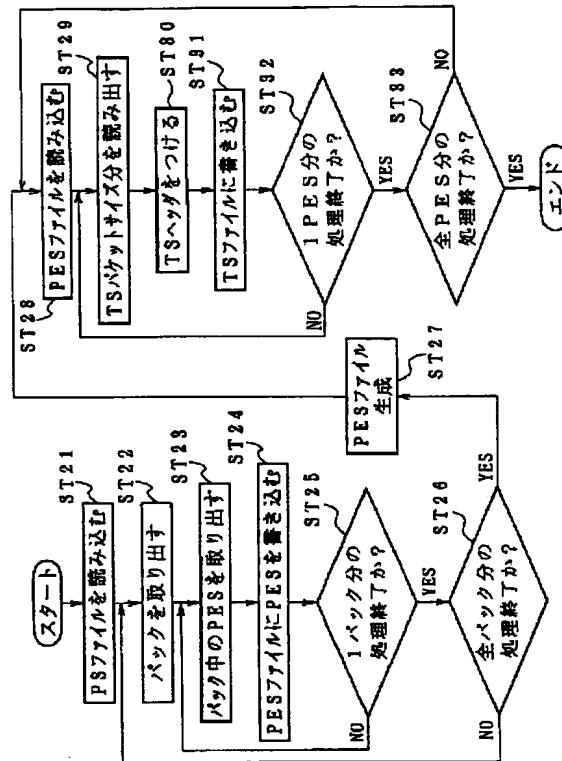 スタート
ST21
PSファイルを読み込む
ST22
パックを取り出す
ST23
パック中のPESを取り出す
ST24
PESファイルにPESを書き込む
ST25
1パック分の
処理終了か?
NO
YES
ST26
全パック分の
処理終了か?
NO
YES
ST27
PESファイル
生成
ST28
PESファイルを読み込む
ST29
TSパケットサイズ分を読み出す
ST30
TSヘッダをつける
ST31
TSファイルに書き込む
ST32
1PES分の
処理終了か?
NO
YES
ST33
全PES分の
処理終了か?
NO
YES
エンド